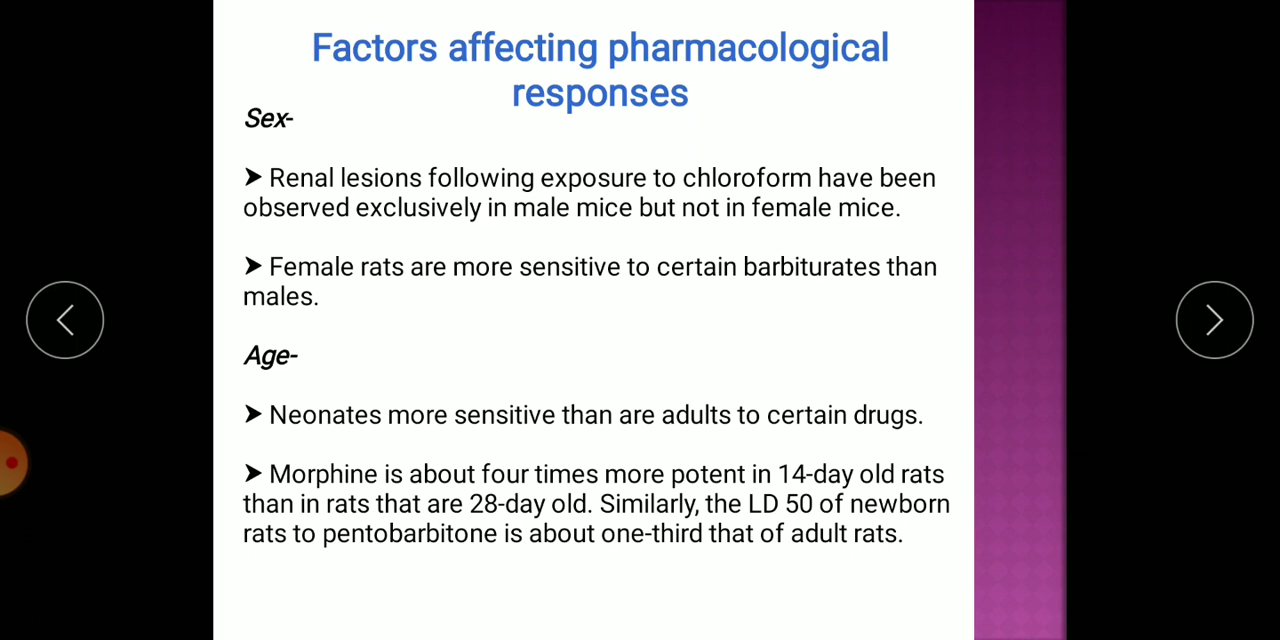 Factors affecting pharmacological
responses
Sex-
➤ Renal lesions following exposure to chloroform have been
observed exclusively in male mice but not in female mice.
➤ Female rats are more sensitive to certain barbiturates than
males.
Age-
➤ Neonates more sensitive than are adults to certain drugs.
➤ Morphine is about four times more potent in 14-day old rats
than in rats that are 28-day old. Similarly, the LD 50 of newborn
rats to pentobarbitone is about one-third that of adult rats.